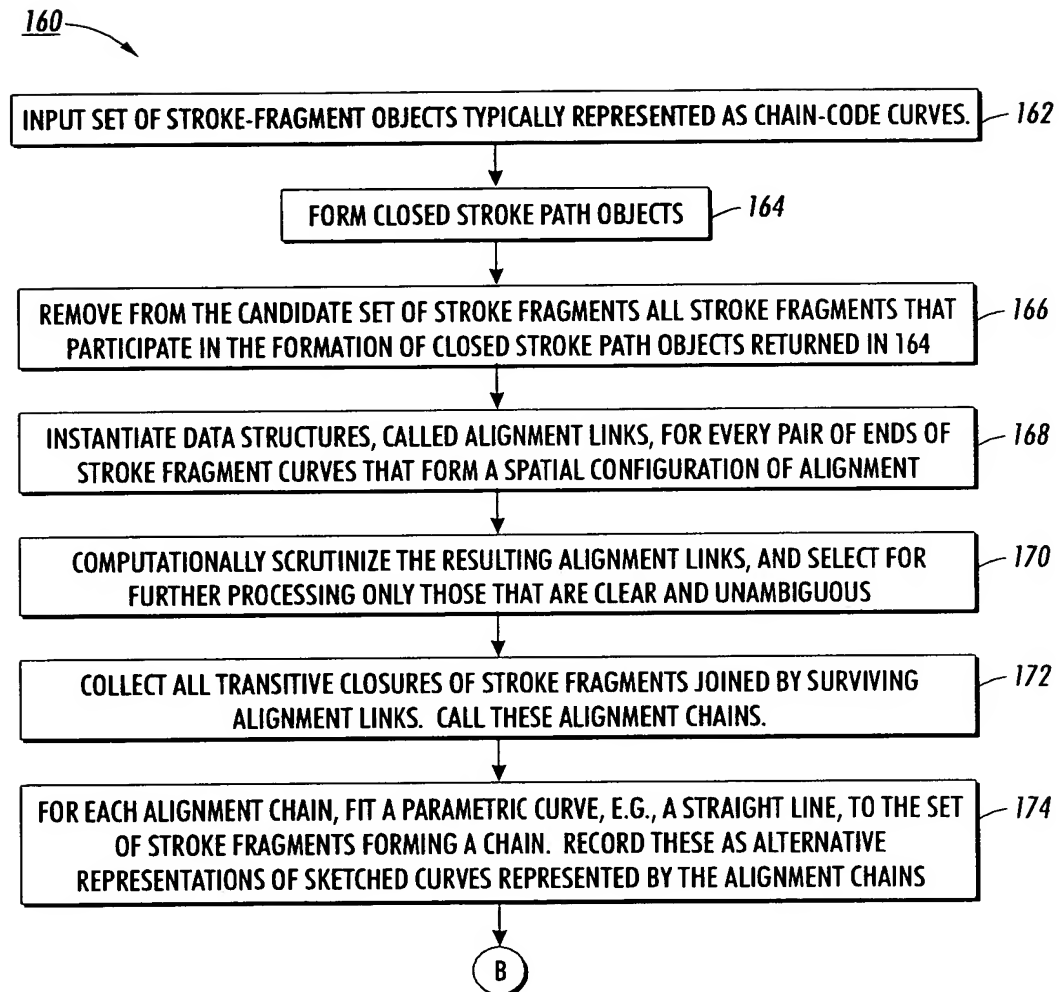 160
INPUT SET OF STROKE-FRAGMENT OBJECTS TYPICALLY REPRESENTED AS CHAIN-CODE CURVES.
162
FORM CLOSED STROKE PATH OBJECTS
164
REMOVE FROM THE CANDIDATE SET OF STROKE FRAGMENTS ALL STROKE FRAGMENTS THAT
PARTICIPATE IN THE FORMATION OF CLOSED STROKE PATH OBJECTS RETURNED IN 164
166
INSTANTIATE DATA STRUCTURES, CALLED ALIGNMENT LINKS, FOR EVERY PAIR OF ENDS OF
STROKE FRAGMENT CURVES THAT FORM A SPATIAL CONFIGURATION OF ALIGNMENT
168
COMPUTATIONALLY SCRUTINIZE THE RESULTING ALIGNMENT LINKS, AND SELECT FOR
FURTHER PROCESSING ONLY THOSE THAT ARE CLEAR AND UNAMBIGUOUS
170
COLLECT ALL TRANSITIVE CLOSURES OF STROKE FRAGMENTS JOINED BY SURVIVING
ALIGNMENT LINKS. CALL THESE ALIGNMENT CHAINS.
172
FOR EACH ALIGNMENT CHAIN, FIT A PARAMETRIC CURVE, E.G., A STRAIGHT LINE, TO THE SET
OF STROKE FRAGMENTS FORMING A CHAIN. RECORD THESE AS ALTERNATIVE
REPRESENTATIONS OF SKETCHED CURVES REPRESENTED BY THE ALIGNMENT CHAINS
174
B